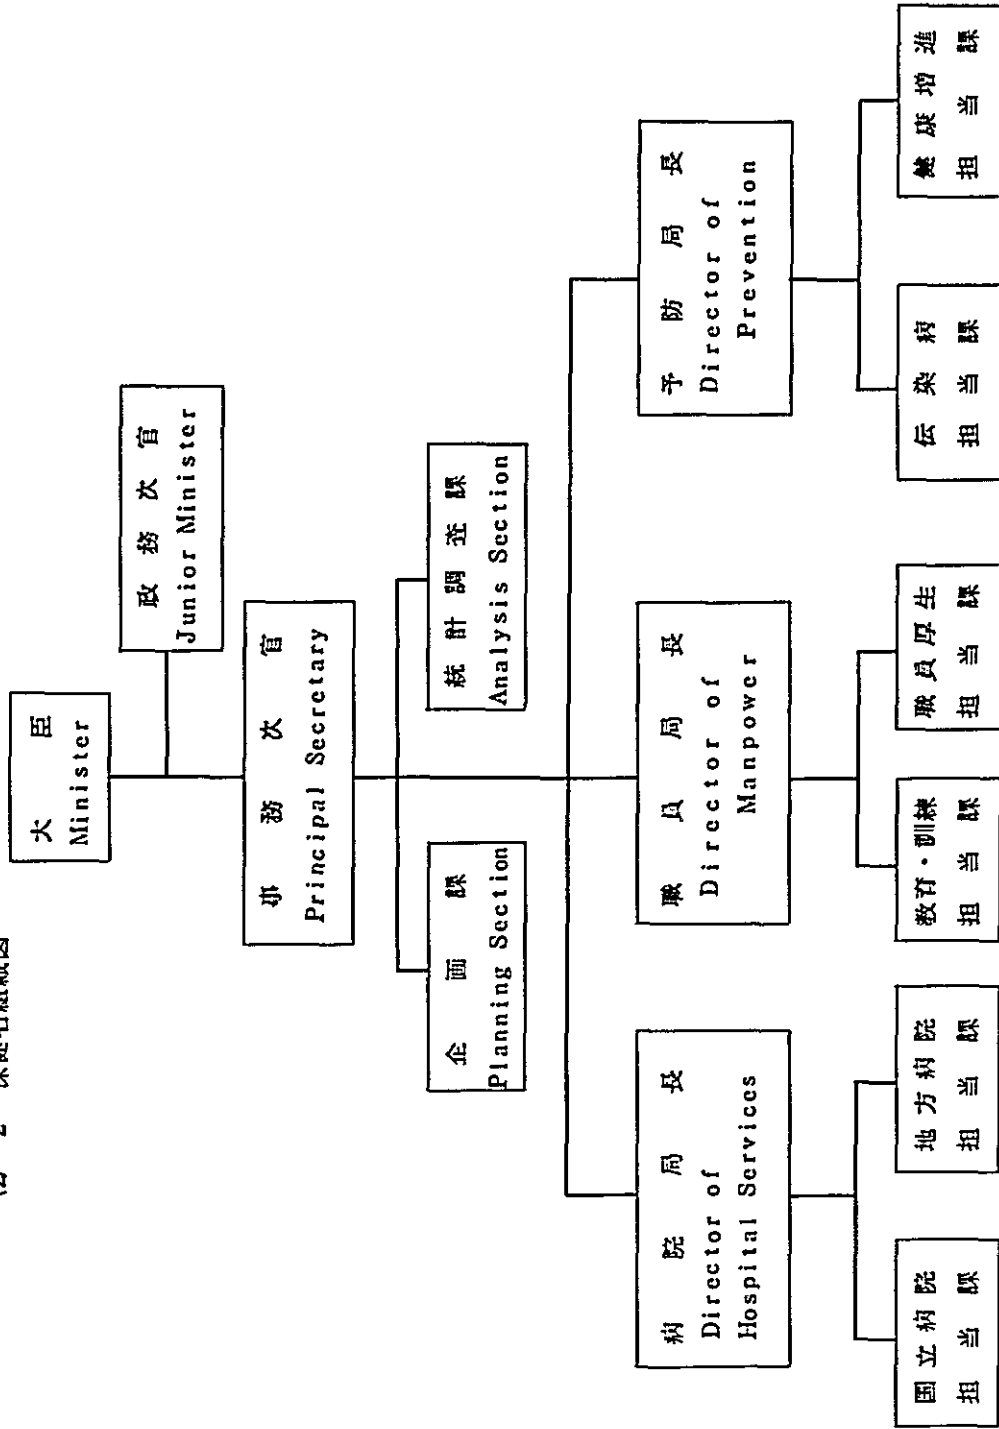 大臣
Minister
政務次官
Junior Minister
事務次官
Principal Secretary
企画課
Planning Section
統計調査課
Analysis Section
病院局長
Director of
Hospital Services
職員局長
Director of
Manpower
予防局長
Director of
Prevention
国立病院
担当課
地方病院
担当課
教育・訓練
担当課
職員厚生
担当課
伝染病
担当課
健康増進
担当課